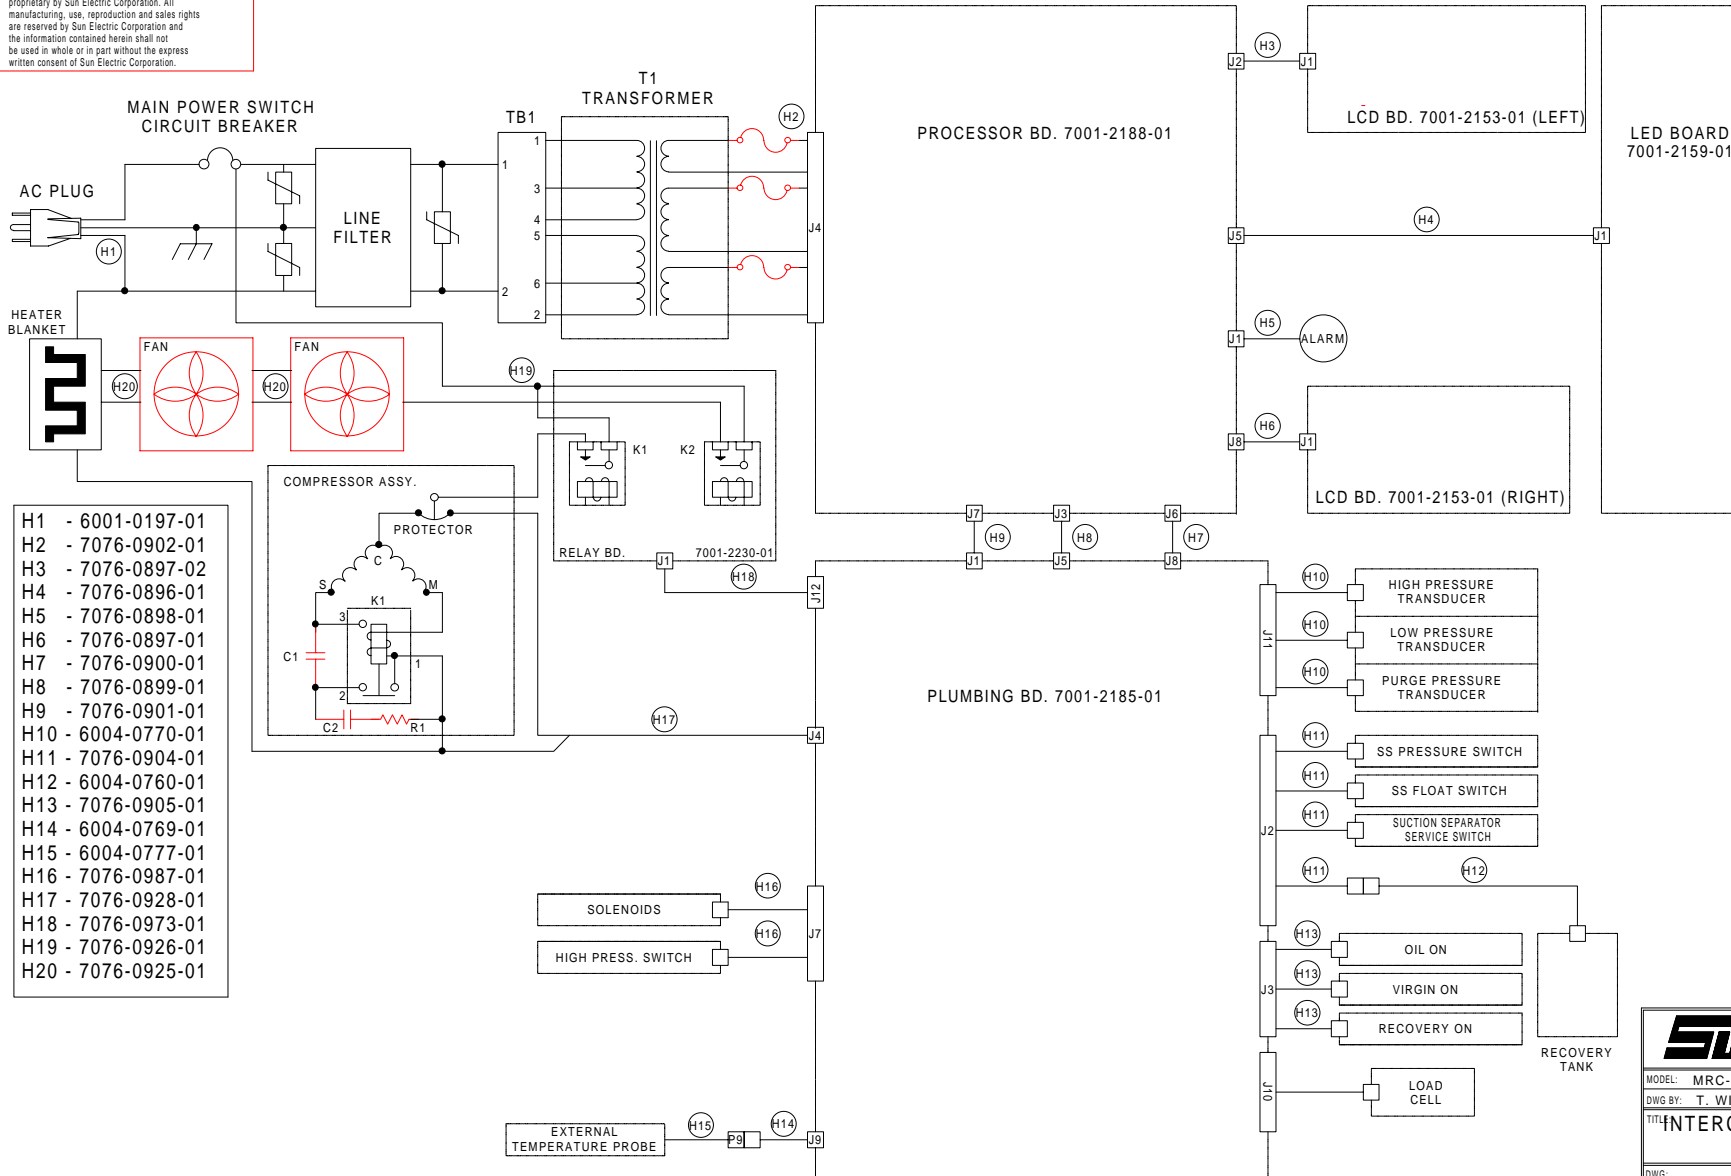 proprietary by Sun Electric Corporation. All
manufacturing, use, reproduction and sales rights
are reserved by Sun Electric Corporation and
the information contained herein shall not
be used in whole or in part without the express
written consent of Sun Electric Corporation.
MAIN POWER SWITCH
CIRCUIT BREAKER
AC PLUG
H1
LINE
FILTER
TB1
1
2
1
3
4
5
6
2
T1
TRANSFORMER
H2
J4
PROCESSOR BD. 7001-2188-01
J2
H3
J1
LCD BD. 7001-2153-01 (LEFT)
LED BOARD
7001-2159-01
J5
H4
J1
J1
H5
ALARM
J8
H6
J1
LCD BD. 7001-2153-01 (RIGHT)
HEATER
BLANKET
H20
FAN
H20
FAN
H19
K1
K2
RELAY BD.
7001-2230-01
J1
H18
J12
COMPRESSOR ASSY.
PROTECTOR
C
S
M
K1
3
1
2
C1
C2
R1
H17
J4
J7
J3
J6
H9
H8
H7
J1
J5
J8
H1 - 6001-0197-01
H2 - 7076-0902-01
H3 - 7076-0897-02
H4 - 7076-0896-01
H5 - 7076-0898-01
H6 - 7076-0897-01
H7 - 7076-0900-01
H8 - 7076-0899-01
H9 - 7076-0901-01
H10 - 6004-0770-01
H11 - 7076-0904-01
H12 - 6004-0760-01
H13 - 7076-0905-01
H14 - 6004-0769-01
H15 - 6004-0777-01
H16 - 7076-0987-01
H17 - 7076-0928-01
H18 - 7076-0973-01
H19 - 7076-0926-01
H20 - 7076-0925-01
PLUMBING BD. 7001-2185-01
J11
H10
HIGH PRESSURE
TRANSDUCER
H10
LOW PRESSURE
TRANSDUCER
H10
PURGE PRESSURE
TRANSDUCER
J2
H11
SS PRESSURE SWITCH
H11
SS FLOAT SWITCH
H11
SUCTION SEPARATOR
SERVICE SWITCH
H11
H12
RECOVERY
TANK
J3
H13
OIL ON
H13
VIRGIN ON
H13
RECOVERY ON
J10
LOAD
CELL
SOLENOIDS
H16
HIGH PRESS. SWITCH
H16
J7
EXTERNAL
TEMPERATURE PROBE
H15
P9
H14
J9
MODEL: MRC-
DWG BY: T. WI
TITLE: INTERC
DWG: